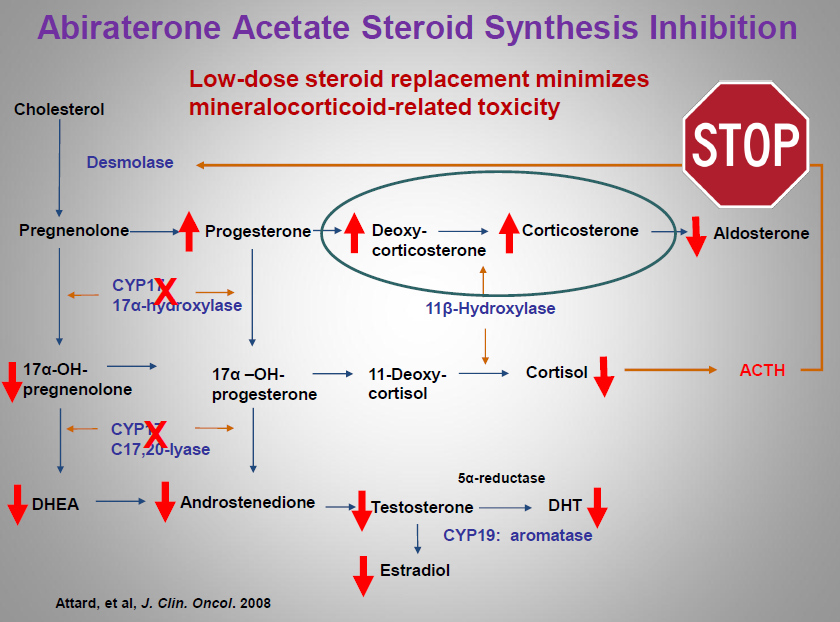 Abiraterone Acetate Steroid Synthesis Inhibition
Low-dose steroid replacement minimizes
mineralocorticoid-related toxicity
STOP
Cholesterol
Desmolase
Pregnenolone
Progesterone
Deoxy-
corticosterone
Corticosterone
Aldosterone
CYP17
X
17α-hydroxylase
11β-Hydroxylase
17α-OH-
pregnenolone
17α –OH-
progesterone
11-Deoxy-
cortisol
Cortisol
ACTH
CYP17
X
C17,20-lyase
DHEA
Androstenedione
Testosterone
5α-reductase
DHT
CYP19: aromatase
Estradiol
Attard, et al, J. Clin. Oncol. 2008